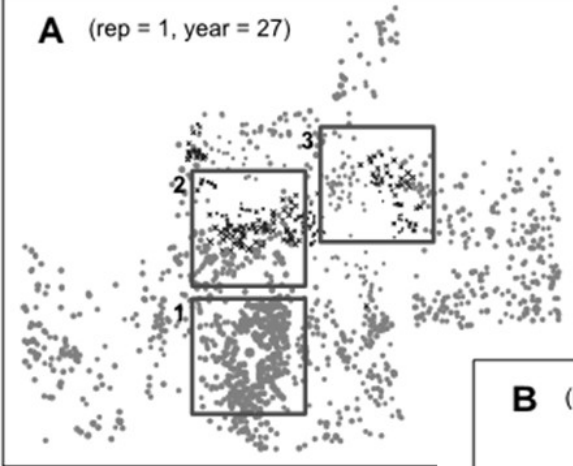 A (rep = 1, year = 27)
3
2
1
B (